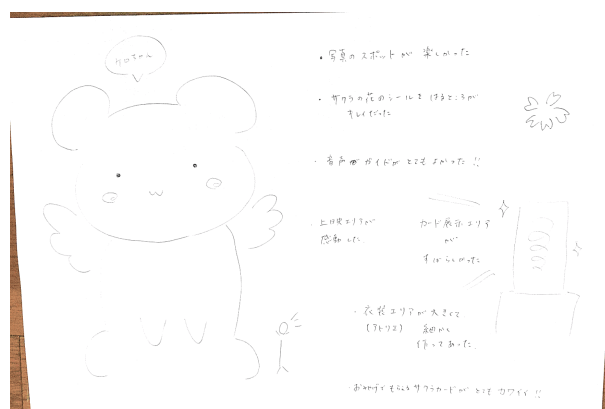 ケロちゃん
・写真のスポットが 楽しかった
・サクラの花のシールを はるところが
キレイだった
・音声ガイドが とてもよかった!!
・上映エリアが
感動した。
カード展示エリア
が
すばらしかった
・衣装エリアが大きくて
(アトリエ) 細かく
作ってあった。
・おみやげでもらえるサクラカードが とても カワイイ!!